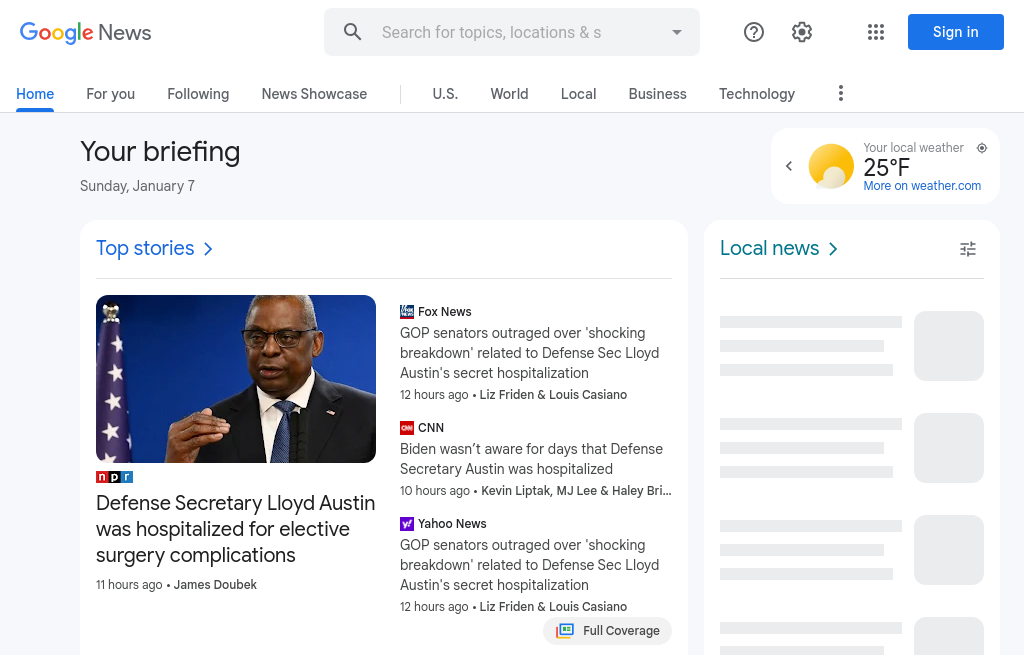 Google News
Search for topics, locations & s
Sign in
Home
For you
Following
News Showcase
U.S.
World
Local
Business
Technology
Your briefing
Sunday, January 7
Your local weather
25°F
More on weather.com
Top stories
npr
Defense Secretary Lloyd Austin
was hospitalized for elective
surgery complications
11 hours ago • James Doubek
Fox News
GOP senators outraged over 'shocking
breakdown' related to Defense Sec Lloyd
Austin's secret hospitalization
12 hours ago • Liz Friden & Louis Casiano
CNN
Biden wasn’t aware for days that Defense
Secretary Austin was hospitalized
10 hours ago • Kevin Liptak, MJ Lee & Haley Bri...
Yahoo News
GOP senators outraged over 'shocking
breakdown' related to Defense Sec Lloyd
Austin's secret hospitalization
12 hours ago • Liz Friden & Louis Casiano
Full Coverage
Local news